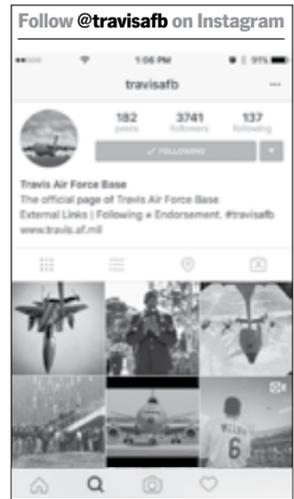 Follow @travisafb on Instagram
1:06 PM 91%
travisafb
182 3741 137
posts followers following
✓ FOLLOWING
Travis Air Force Base
The official page of Travis Air Force Base
External Links | Following ≠ Endorsement. #travisafb
www.travis.af.mil
6